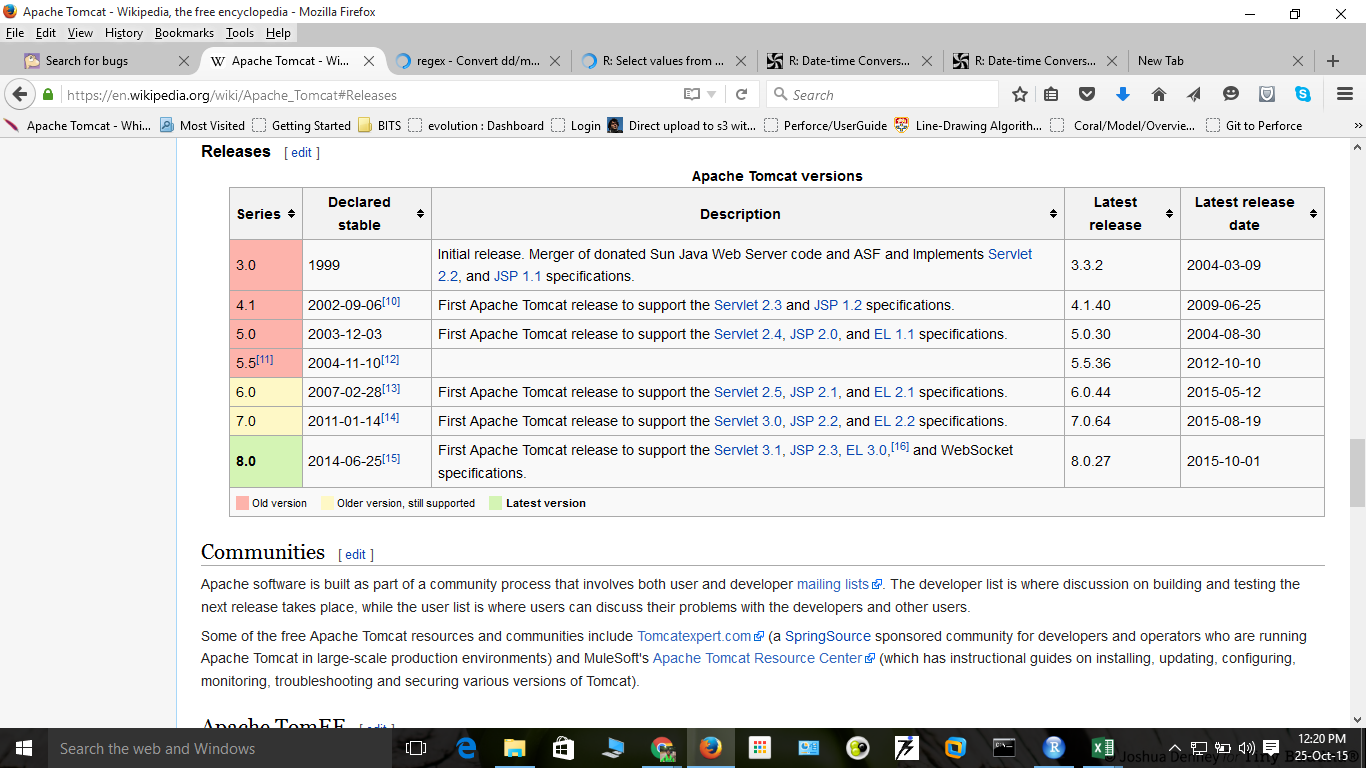 Apache Tomcat - Wikipedia, the free encyclopedia - Mozilla Firefox
File Edit View History Bookmarks Tools Help
Search for bugs
W Apache Tomcat - Wi...
regex - Convert dd/m...
R: Select values from ...
R: Date-time Convers...
R: Date-time Convers...
New Tab
https://en.wikipedia.org/wiki/Apache_Tomcat#Releases
Search
Apache Tomcat - Whi... Most Visited Getting Started BITS evolution : Dashboard Login Direct upload to s3 wit... Perforce/UserGuide Line-Drawing Algorith... Coral/Model/Overvie... Git to Perforce »
Releases [ edit ]
Apache Tomcat versions
Series Declared stable Description Latest release Latest release date
3.0 1999 Initial release. Merger of donated Sun Java Web Server code and ASF and Implements Servlet
2.2, and JSP 1.1 specifications. 3.3.2 2004-03-09
4.1 2002-09-06[10] First Apache Tomcat release to support the Servlet 2.3 and JSP 1.2 specifications. 4.1.40 2009-06-25
5.0 2003-12-03 First Apache Tomcat release to support the Servlet 2.4, JSP 2.0, and EL 1.1 specifications. 5.0.30 2004-08-30
5.5[11] 2004-11-10[12] 5.5.36 2012-10-10
6.0 2007-02-28[13] First Apache Tomcat release to support the Servlet 2.5, JSP 2.1, and EL 2.1 specifications. 6.0.44 2015-05-12
7.0 2011-01-14[14] First Apache Tomcat release to support the Servlet 3.0, JSP 2.2, and EL 2.2 specifications. 7.0.64 2015-08-19
8.0 2014-06-25[15] First Apache Tomcat release to support the Servlet 3.1, JSP 2.3, EL 3.0,[16] and WebSocket
specifications. 8.0.27 2015-10-01
Old version Older version, still supported Latest version
Communities [ edit ]
Apache software is built as part of a community process that involves both user and developer mailing lists. The developer list is where discussion on building and testing the
next release takes place, while the user list is where users can discuss their problems with the developers and other users.
Some of the free Apache Tomcat resources and communities include Tomcatexpert.com (a SpringSource sponsored community for developers and operators who are running
Apache Tomcat in large-scale production environments) and MuleSoft's Apache Tomcat Resource Center (which has instructional guides on installing, updating, configuring,
monitoring, troubleshooting and securing various versions of Tomcat).
Apache TomEE [ edit ]
Search the web and Windows
12:20 PM
25-Oct-15